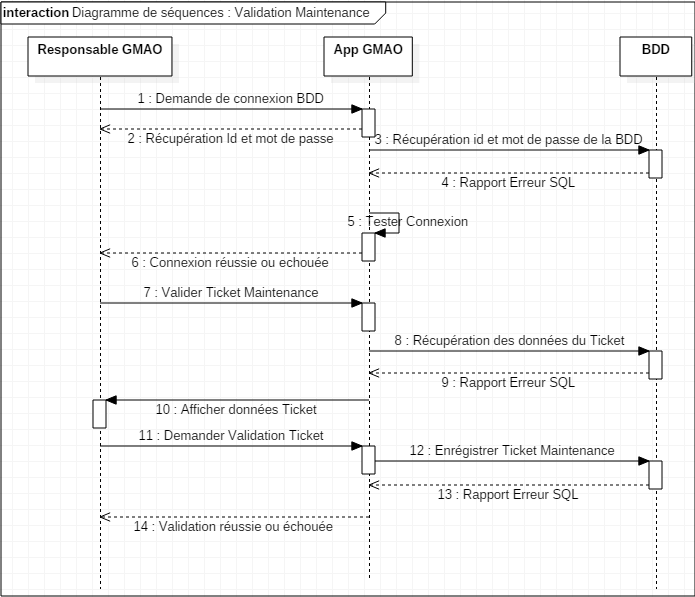 interaction Diagramme de séquences : Validation Maintenance
Responsable GMAO
App GMAO
BDD
1 : Demande de connexion BDD
2 : Récupération Id et mot de passe
3 : Récupération id et mot de passe de la BDD
4 : Rapport Erreur SQL
5 : Tester Connexion
6 : Connexion réussie ou echouée
7 : Valider Ticket Maintenance
8 : Récupération des données du Ticket
9 : Rapport Erreur SQL
10 : Afficher données Ticket
11 : Demander Validation Ticket
12 : Enrégistrer Ticket Maintenance
13 : Rapport Erreur SQL
14 : Validation réussie ou échouée